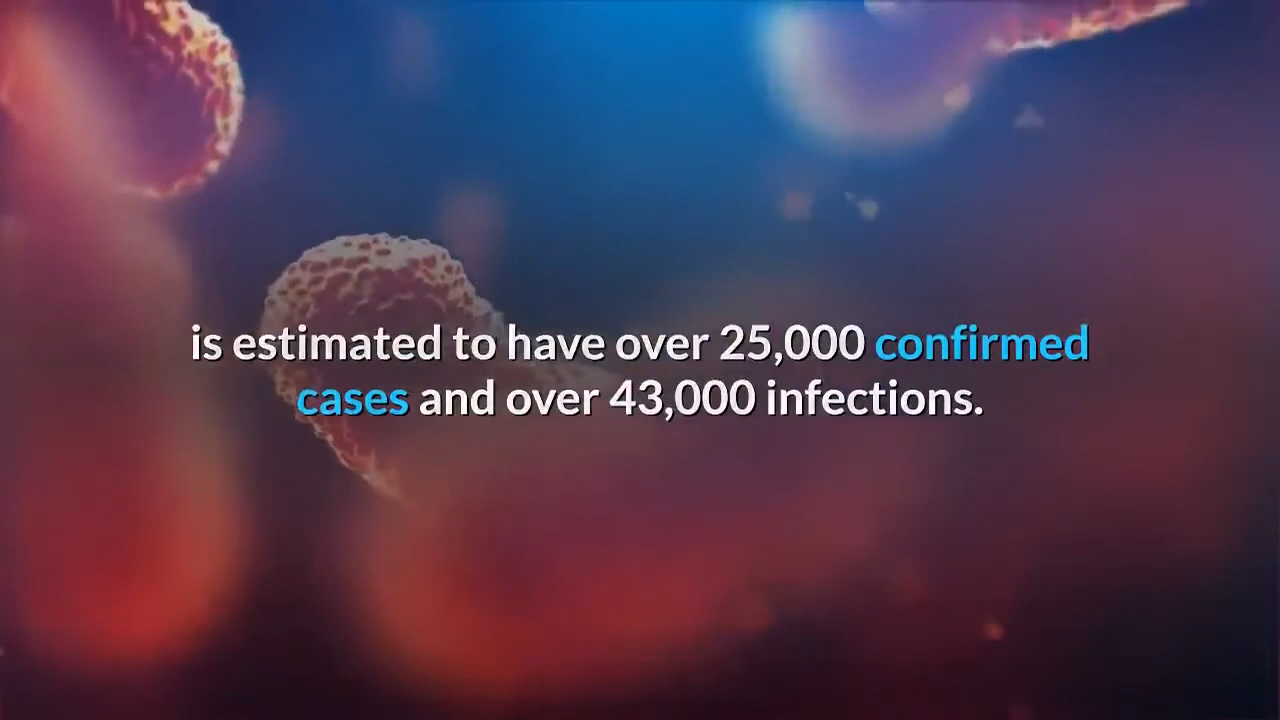 is estimated to have over 25,000 confirmed
cases and over 43,000 infections.